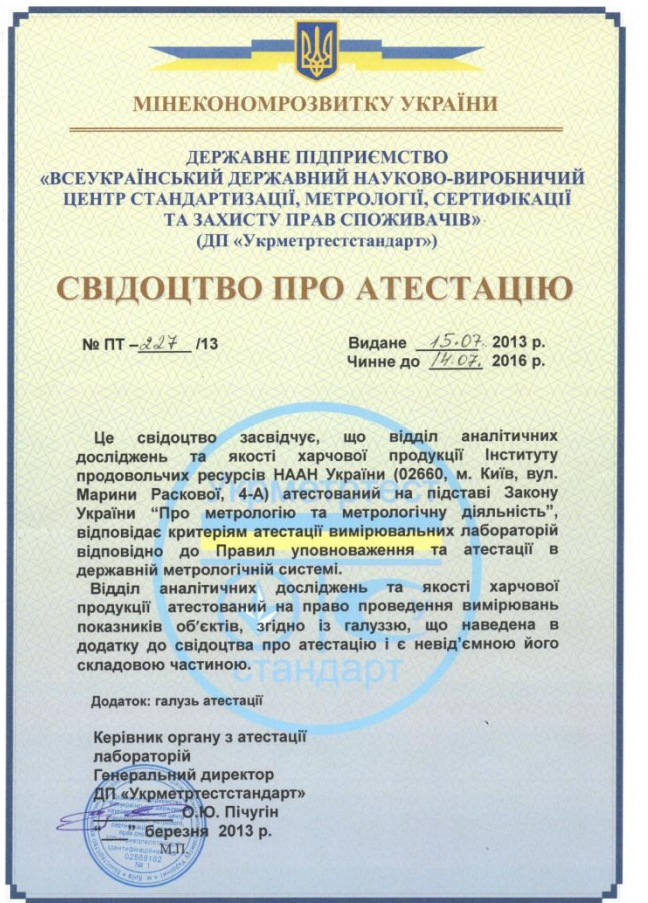 МІНЕКОНОМРОЗВИТКУ УКРАЇНИ
ДЕРЖАВНЕ ПІДПРИЄМСТВО
«ВСЕУКРАЇНСЬКИЙ ДЕРЖАВНИЙ НАУКОВО-ВИРОБНИЧИЙ
ЦЕНТР СТАНДАРТИЗАЦІЇ, МЕТРОЛОГІЇ, СЕРТИФІКАЦІЇ
ТА ЗАХИСТУ ПРАВ СПОЖИВАЧІВ»
(ДП «Укрметртестстандарт»)
СВІДОЦТВО ПРО АТЕСТАЦІЮ
№ ПТ – 227 /13
Видане 15.07. 2013 р.
Чинне до 14.07. 2016 р.
Це свідоцтво засвідчує, що відділ аналітичних
досліджень та якості харчової продукції Інституту
продовольчих ресурсів НААН України (02660, м. Київ, вул.
Марини Раскової, 4-А) атестований на підставі Закону
України “Про метрологію та метрологічну діяльність”,
відповідає критеріям атестації вимірювальних лабораторій
відповідно до Правил уповноваження та атестації в
державній метрологічній системі.
Відділ аналітичних досліджень та якості харчової
продукції атестований на право проведення вимірювань
показників об’єктів, згідно із галуззю, що наведена в
додатку до свідоцтва про атестацію і є невід’ємною його
складовою частиною.
укрметртест
стандарт
Додаток: галузь атестації
Керівник органу з атестації
лабораторій
Генеральний директор
ДП «Укрметртестстандарт»
О.Ю. Пічугін
“___” березня 2013 р.
М.П.
02568182
№ 1